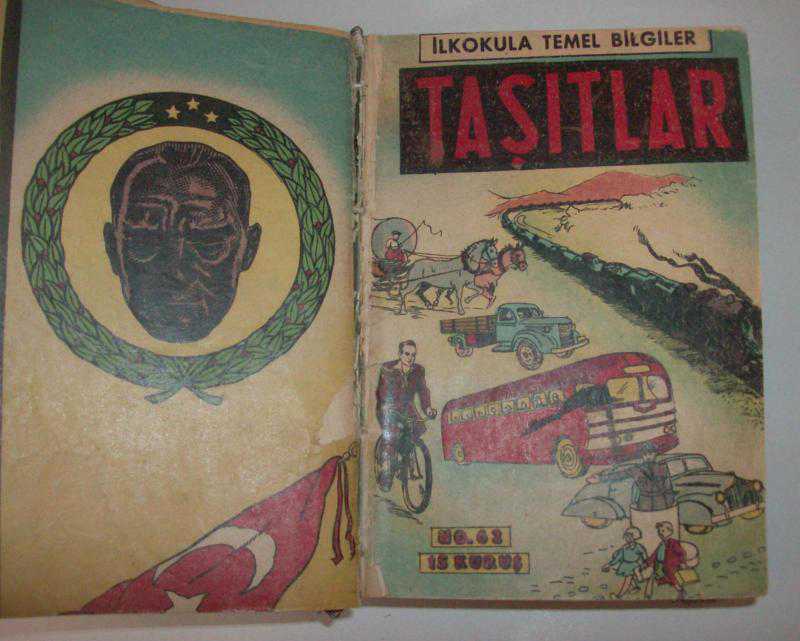 İLKOKULA TEMEL BİLGİLER
TAŞITLAR
NO. 43
15 KURUŞ